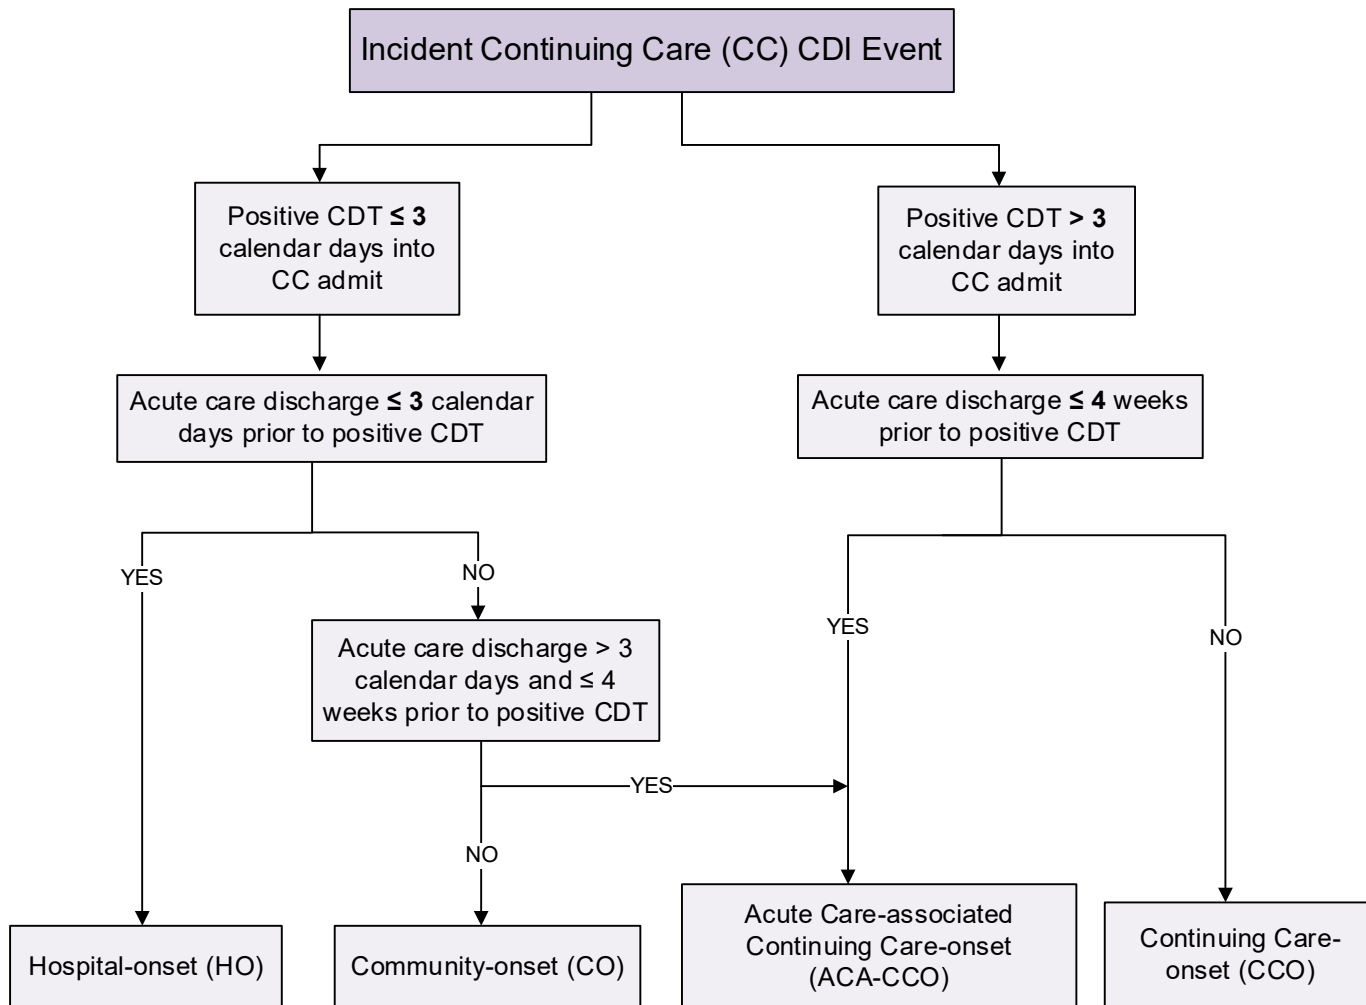 Incident Continuing Care (CC) CDI Event
Positive CDT ≤ 3
calendar days into
CC admit
Positive CDT > 3
calendar days into
CC admit
Acute care discharge ≤ 3 calendar
days prior to positive CDT
Acute care discharge ≤ 4 weeks
prior to positive CDT
YES
NO
YES
NO
Acute care discharge > 3
calendar days and ≤ 4
weeks prior to positive CDT
YES
NO
Hospital-onset (HO)
Community-onset (CO)
Acute Care-associated
Continuing Care-onset
(ACA-CCO)
Continuing Care-
onset (CCO)